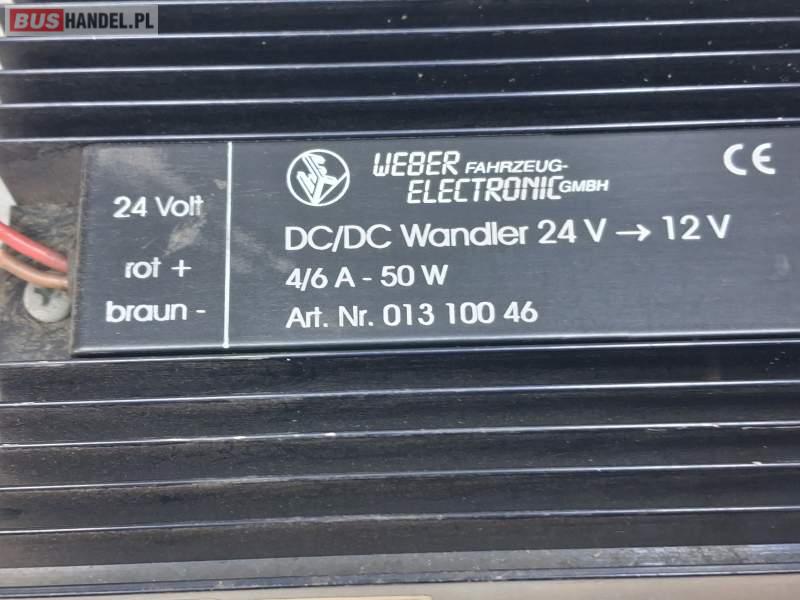 BUSHANDEL.PL
24 Volt
rot +
braun -
WEBER FAHRZEUG-
ELECTRONIC GMBH
CE
DC/DC Wandler 24 V → 12 V
4/6 A - 50 W
Art. Nr. 013 100 46